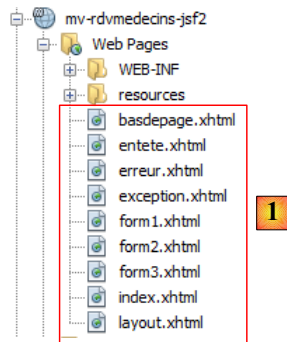 mv-rdvmedecins-jsf2
Web Pages
WEB-INF
resources
basdepage.xhtml
entete.xhtml
erreur.xhtml
exception.xhtml
form1.xhtml
1
form2.xhtml
form3.xhtml
index.xhtml
layout.xhtml